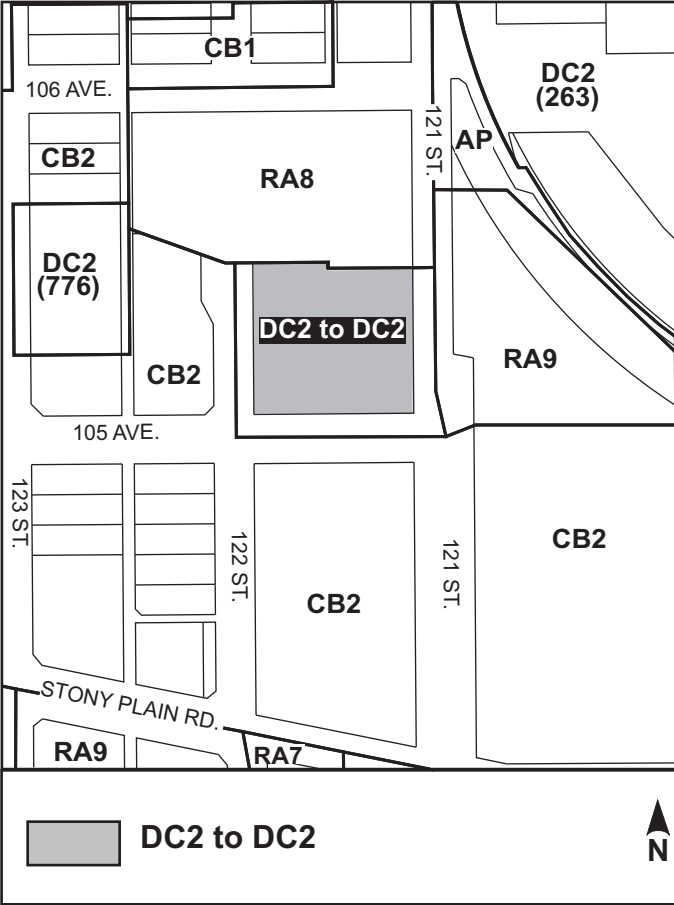 CB1
DC2
(263)
106 AVE.
121 ST.
AP
CB2
RA8
DC2
(776)
DC2 to DC2
RA9
CB2
105 AVE.
123 ST.
122 ST.
121 ST.
CB2
CB2
STONY PLAIN RD.
RA9
RA7
DC2 to DC2
N